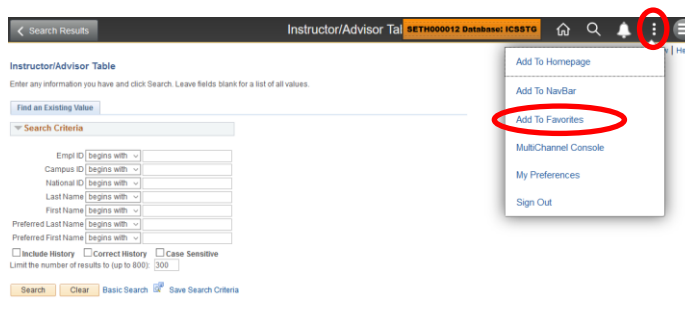 Search Results
Instructor/Advisor Tal
SETH000012 Database: ICSSTG
Add To Homepage
Add To NavBar
Add To Favorites
MultiChannel Console
My Preferences
Sign Out
Instructor/Advisor Table
Enter any information you have and click Search. Leave fields blank for a list of all values.
Find an Existing Value
Search Criteria
Empl ID begins with
Campus ID begins with
National ID begins with
Last Name begins with
First Name begins with
Preferred Last Name begins with
Preferred First Name begins with
Include History Correct History Case Sensitive
Limit the number of results to (up to 800): 300
Search Clear Basic Search Save Search Criteria